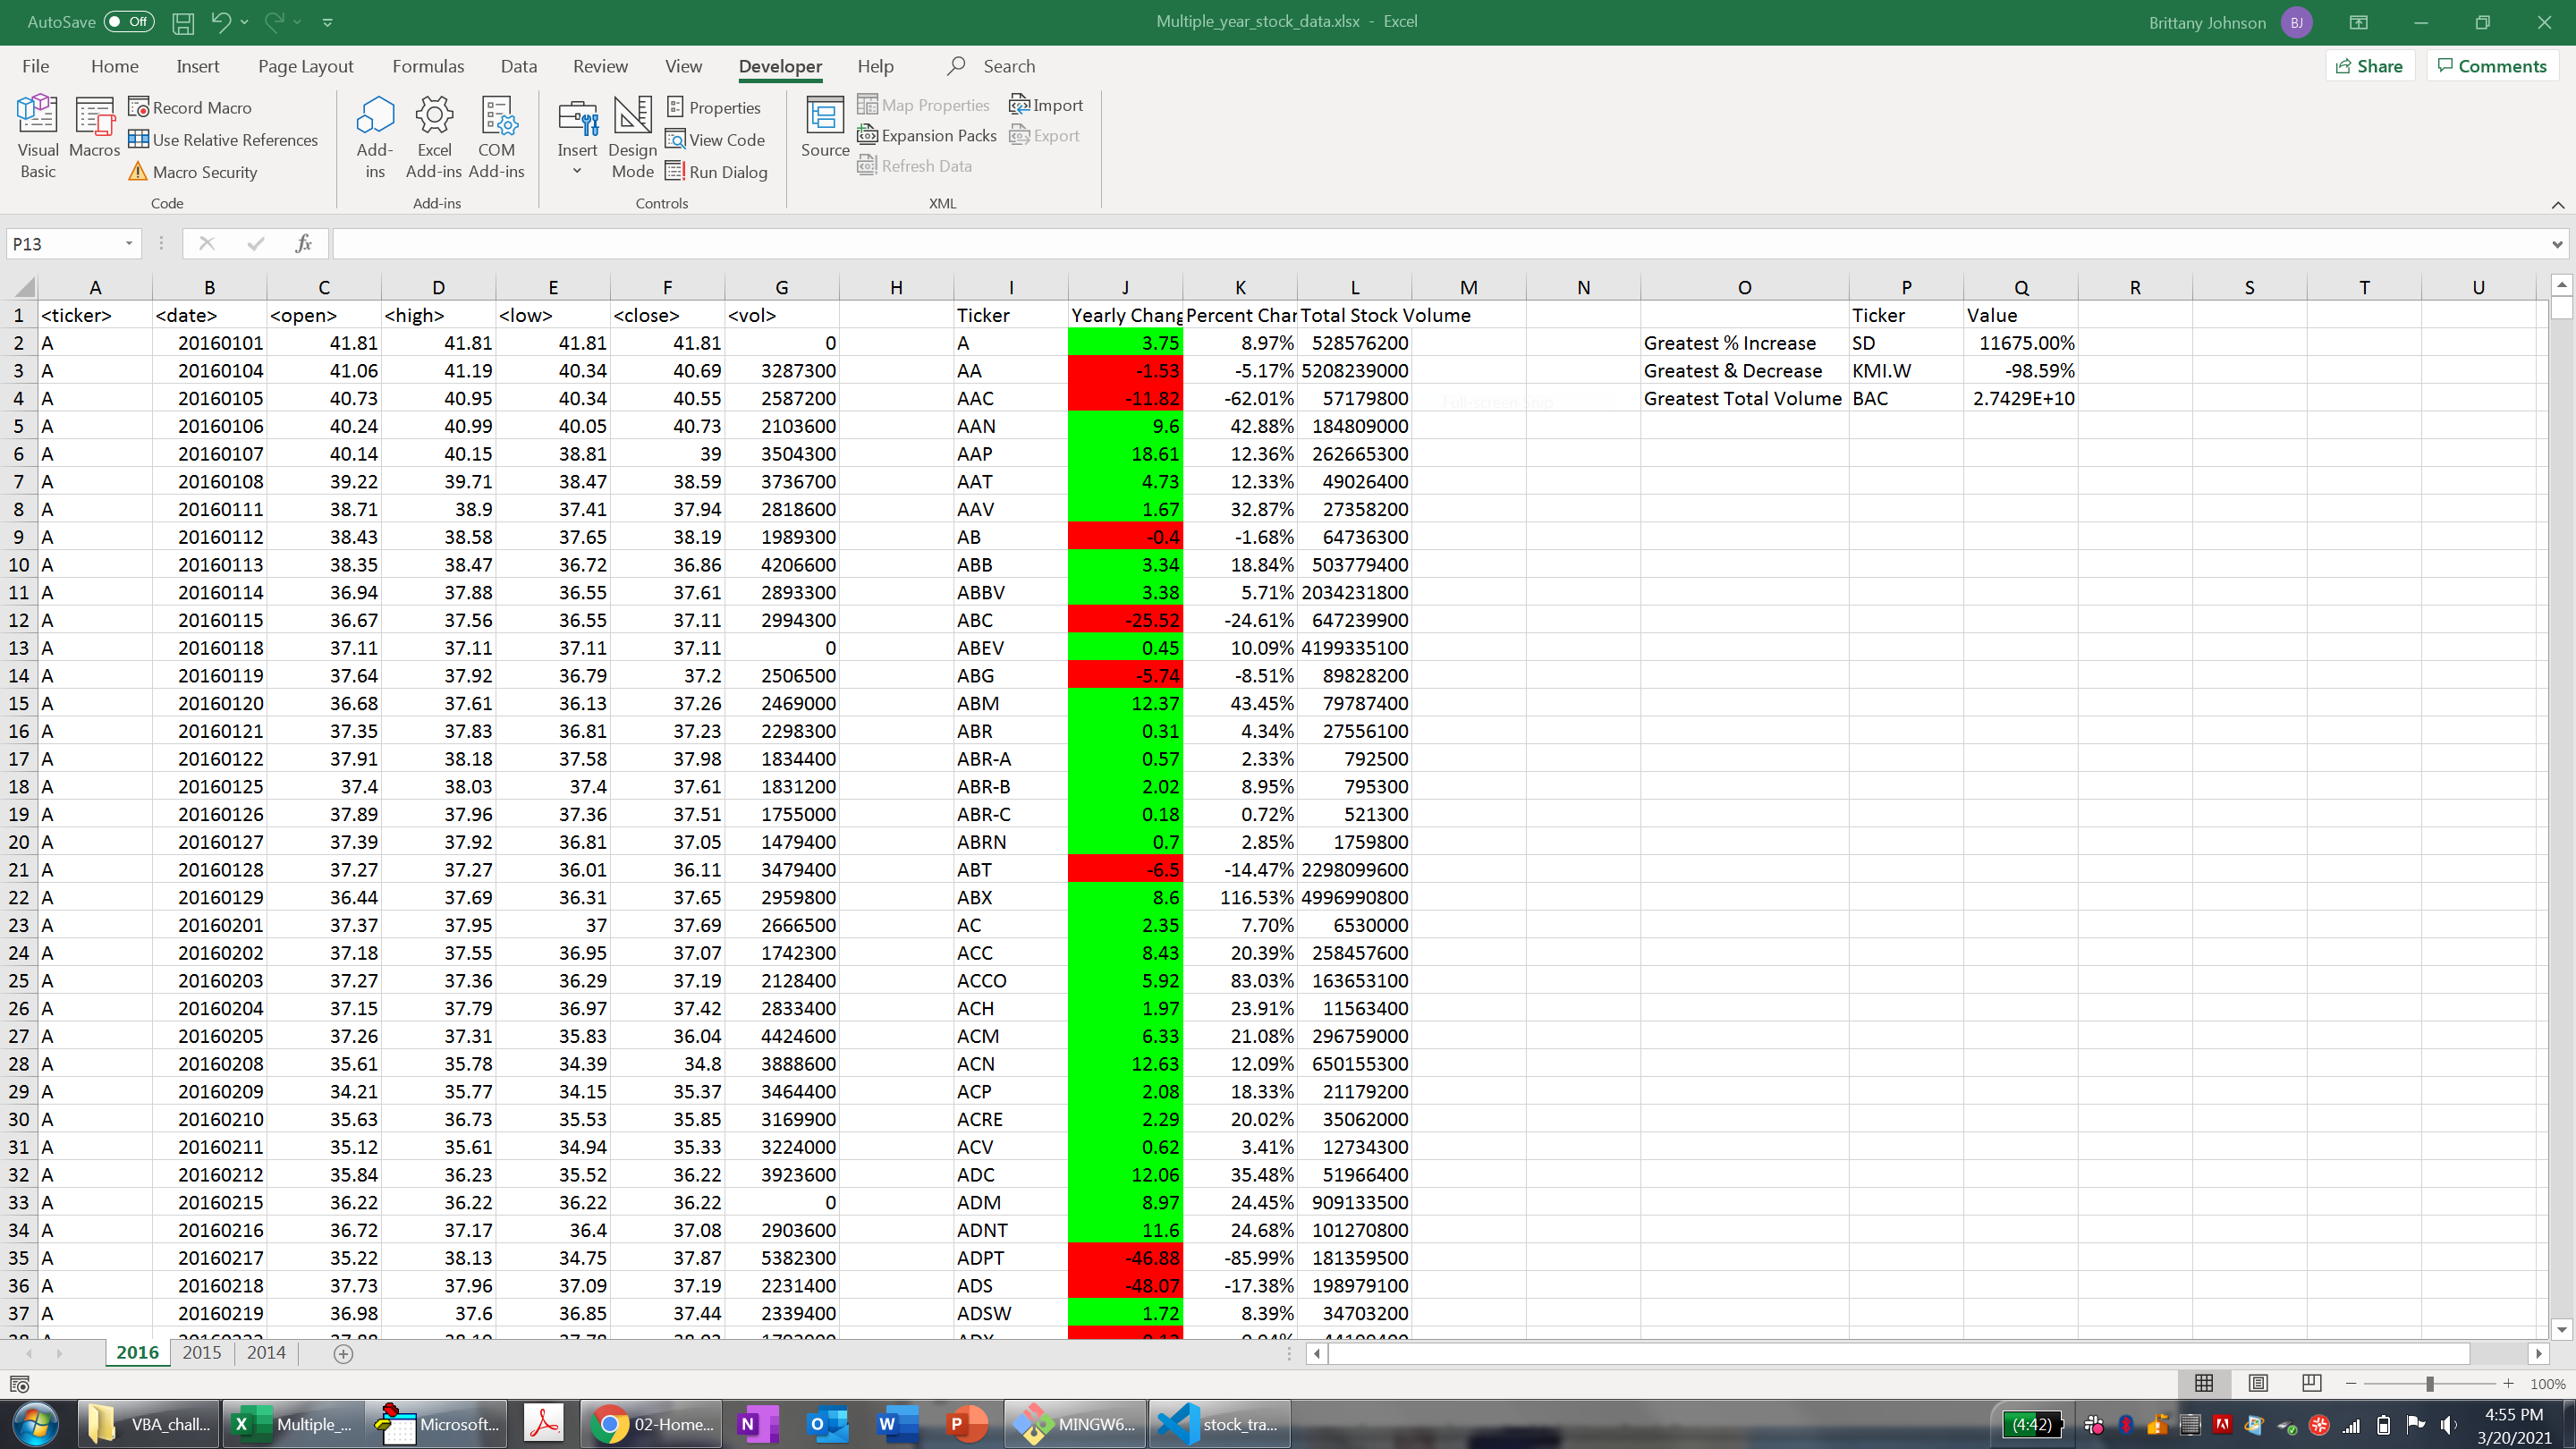 AutoSave Off Multiple_year_stock_data.xlsx - Excel Brittany Johnson BJ
File Home Insert Page Layout Formulas Data Review View Developer Help Search Share Comments
Visual Basic Macros Record Macro Use Relative References Macro Security Code
Add-ins Excel Add-ins COM Add-ins Add-ins
Insert Design Mode Properties View Code Run Dialog Controls
Source Map Properties Expansion Packs Refresh Data Import Export XML
P13 fx
A B C D E F G H I J K L M N O P Q R S T U
1 <ticker> <date> <open> <high> <low> <close> <vol> Ticker Yearly Chang Percent Char Total Stock Volume Ticker Value
2 A 20160101 41.81 41.81 41.81 41.81 0 A 3.75 8.97% 528576200 Greatest % Increase SD 11675.00%
3 A 20160104 41.06 41.19 40.34 40.69 3287300 AA -1.53 -5.17% 5208239000 Greatest & Decrease KMI.W -98.59%
4 A 20160105 40.73 40.95 40.34 40.55 2587200 AAC -11.82 -62.01% 57179800 Full-screen Snip Greatest Total Volume BAC 2.7429E+10
5 A 20160106 40.24 40.99 40.05 40.73 2103600 AAN 9.6 42.88% 184809000
6 A 20160107 40.14 40.15 38.81 39 3504300 AAP 18.61 12.36% 262665300
7 A 20160108 39.22 39.71 38.47 38.59 3736700 AAT 4.73 12.33% 49026400
8 A 20160111 38.71 38.9 37.41 37.94 2818600 AAV 1.67 32.87% 27358200
9 A 20160112 38.43 38.58 37.65 38.19 1989300 AB -0.4 -1.68% 64736300
10 A 20160113 38.35 38.47 36.72 36.86 4206600 ABB 3.34 18.84% 503779400
11 A 20160114 36.94 37.88 36.55 37.61 2893300 ABBV 3.38 5.71% 2034231800
12 A 20160115 36.67 37.56 36.55 37.11 2994300 ABC -25.52 -24.61% 647239900
13 A 20160118 37.11 37.11 37.11 37.11 0 ABEV 0.45 10.09% 4199335100
14 A 20160119 37.64 37.92 36.79 37.2 2506500 ABG -5.74 -8.51% 89828200
15 A 20160120 36.68 37.61 36.13 37.26 2469000 ABM 12.37 43.45% 79787400
16 A 20160121 37.35 37.83 36.81 37.23 2298300 ABR 0.31 4.34% 27556100
17 A 20160122 37.91 38.18 37.58 37.98 1834400 ABR-A 0.57 2.33% 792500
18 A 20160125 37.4 38.03 37.4 37.61 1831200 ABR-B 2.02 8.95% 795300
19 A 20160126 37.89 37.96 37.36 37.51 1755000 ABR-C 0.18 0.72% 521300
20 A 20160127 37.39 37.92 36.81 37.05 1479400 ABRN 0.7 2.85% 1759800
21 A 20160128 37.27 37.27 36.01 36.11 3479400 ABT -6.5 -14.47% 2298099600
22 A 20160129 36.44 37.69 36.31 37.65 2959800 ABX 8.6 116.53% 4996990800
23 A 20160201 37.37 37.95 37 37.69 2666500 AC 2.35 7.70% 6530000
24 A 20160202 37.18 37.55 36.95 37.07 1742300 ACC 8.43 20.39% 258457600
25 A 20160203 37.27 37.36 36.29 37.19 2128400 ACCO 5.92 83.03% 163653100
26 A 20160204 37.15 37.79 36.97 37.42 2833400 ACH 1.97 23.91% 11563400
27 A 20160205 37.26 37.31 35.83 36.04 4424600 ACM 6.33 21.08% 296759000
28 A 20160208 35.61 35.78 34.39 34.8 3888600 ACN 12.63 12.09% 650155300
29 A 20160209 34.21 35.77 34.15 35.37 3464400 ACP 2.08 18.33% 21179200
30 A 20160210 35.63 36.73 35.53 35.85 3169900 ACRE 2.29 20.02% 35062000
31 A 20160211 35.12 35.61 34.94 35.33 3224000 ACV 0.62 3.41% 12734300
32 A 20160212 35.84 36.23 35.52 36.22 3923600 ADC 12.06 35.48% 51966400
33 A 20160215 36.22 36.22 36.22 36.22 0 ADM 8.97 24.45% 909133500
34 A 20160216 36.72 37.17 36.4 37.08 2903600 ADNT 11.6 24.68% 101270800
35 A 20160217 35.22 38.13 34.75 37.87 5382300 ADPT -46.88 -85.99% 181359500
36 A 20160218 37.73 37.96 37.09 37.19 2231400 ADS -48.07 -17.38% 198979100
37 A 20160219 36.98 37.6 36.85 37.44 2339400 ADSW 1.72 8.39% 34703200
2016 2015 2014
100%
VBA_chall... Multiple_... Microsoft... 02-Home... MINGW6... stock_tra... (4:42) 4:55 PM
3/20/2021